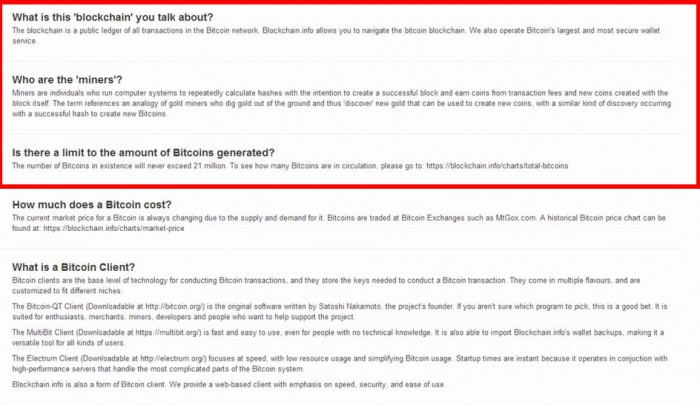 What is this 'blockchain' you talk about?
The blockchain is a public ledger of all transactions in the Bitcoin network. Blockchain.info allows you to navigate the bitcoin blockchain. We also operate Bitcoin's largest and most secure wallet
service.
Who are the 'miners'?
Miners are individuals who run computer systems to repeatedly calculate hashes with the intention to create a successful block and earn coins from transaction fees and new coins created with the
block itself. The term references an analogy of gold miners who dig gold out of the ground and thus 'discover' new gold that can be used to create new coins, with a similar kind of discovery occurring
with a successful hash to create new Bitcoins.
Is there a limit to the amount of Bitcoins generated?
The number of Bitcoins in existence will never exceed 21 million. To see how many Bitcoins are in circulation, please go to: https://blockchain.info/charts/total-bitcoins
How much does a Bitcoin cost?
The current market price for a Bitcoin is always changing due to the supply and demand for it. Bitcoins are traded at Bitcoin Exchanges such as MtGox.com. A historical Bitcoin price chart can be
found at: https://blockchain.info/charts/market-price
What is a Bitcoin Client?
Bitcoin clients are the base level of technology for conducting Bitcoin transactions, and they store the keys needed to conduct a Bitcoin transaction. They come in multiple flavours, and are
customized to fit different niches.
The Bitcoin-QT Client (Downloadable at http://bitcoin.org/) is the original software written by Satoshi Nakamoto, the project's founder. If you aren't sure which program to pick, this is a good bet. It is
suited for enthusiasts, merchants, miners, developers and people who want to help support the project.
The MultiBit Client (Downloadable at https://multibit.org/) is fast and easy to use, even for people with no technical knowledge. It is also able to import Blockchain.info's wallet backups, making it a
versatile tool for all kinds of users.
The Electrum Client (Downloadable at http://electrum.org/) focuses at speed, with low resource usage and simplifying Bitcoin usage. Startup times are instant because it operates in conjuction with
high-performance servers that handle the most complicated parts of the Bitcoin system.
Blockchain.info is also a form of Bitcoin client. We provide a web-based client with emphasis on speed, security, and ease of use.